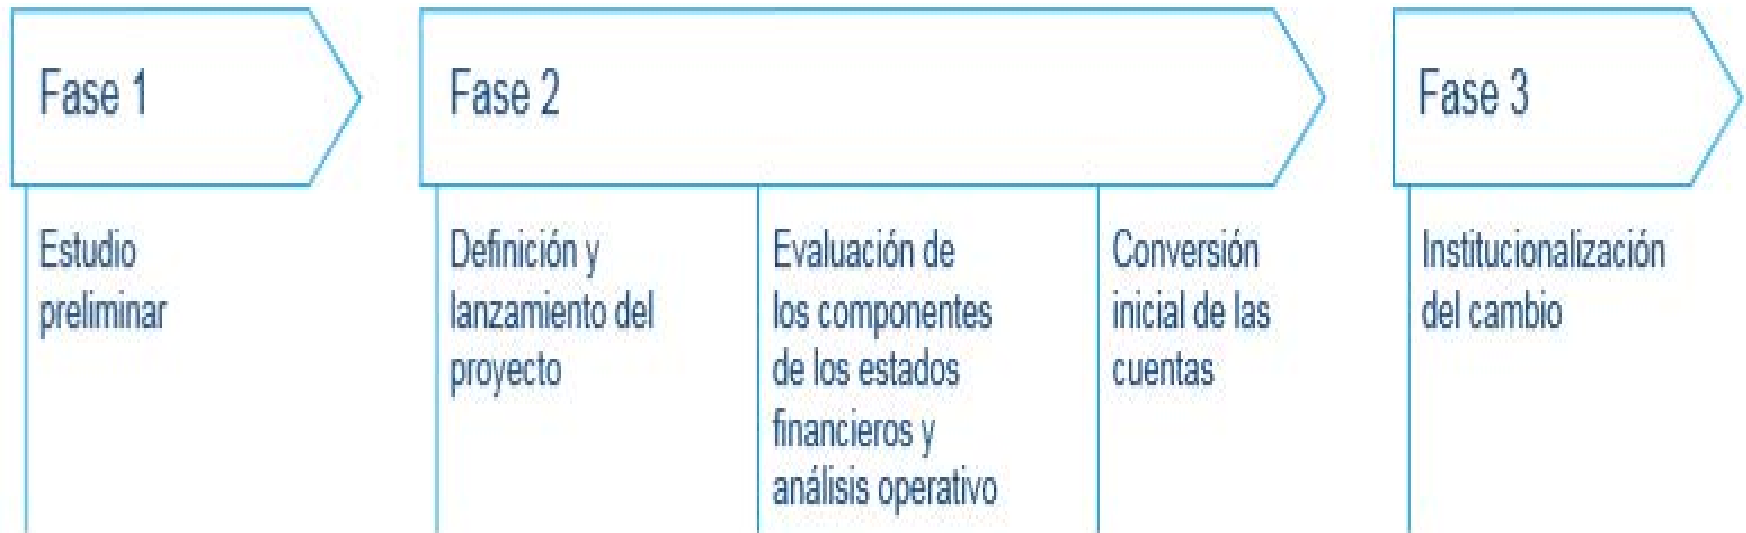 Fase 1
Estudio
preliminar
Fase 2
Definición y
lanzamiento del
proyecto
Evaluación de
los componentes
de los estados
financieros y
análisis operativo
Conversión
inicial de las
cuentas
Fase 3
Institucionalización
del cambio